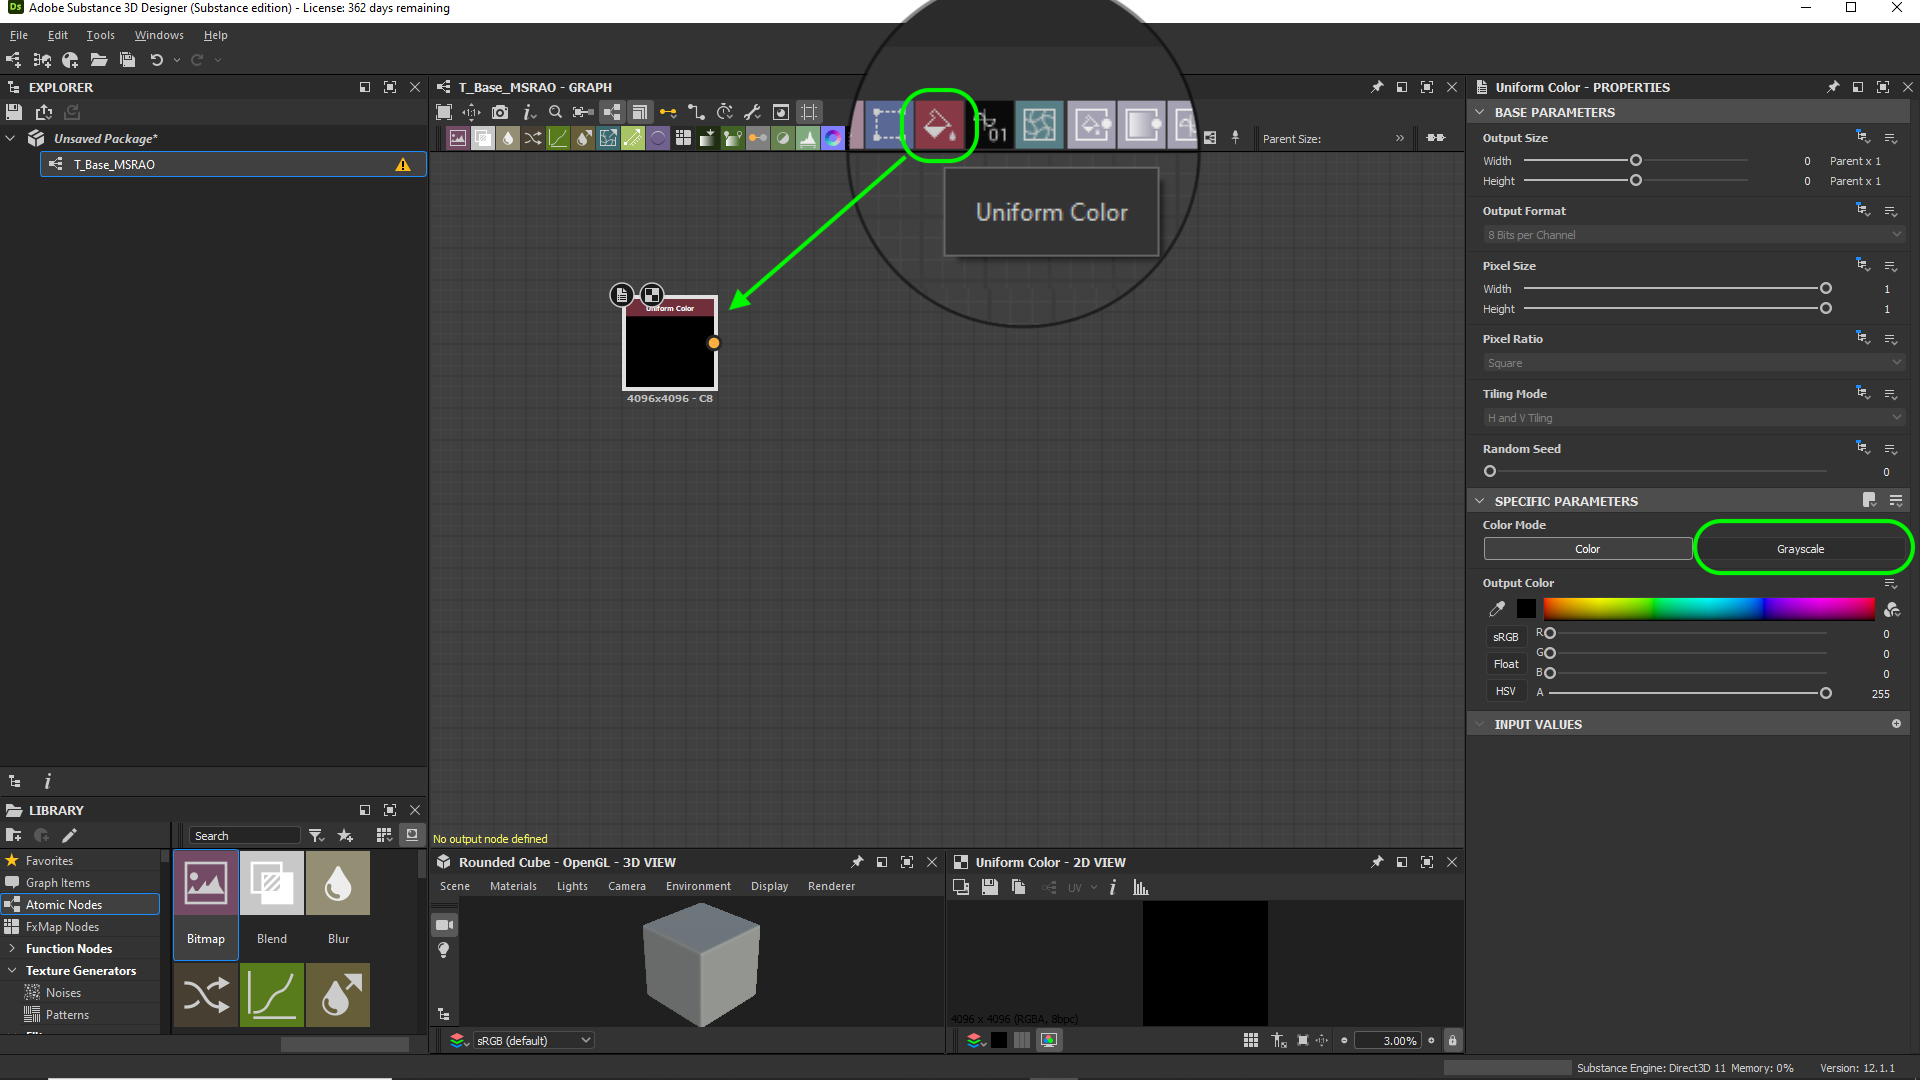 Adobe Substance 3D Designer (Substance edition) - License: 362 days remaining
File Edit Tools Windows Help
EXPLORER
Unsaved Package*
T_Base_MSRAO
T_Base_MSRAO - GRAPH
01
Parent Size:
Uniform Color
Uniform Color
4096x4096 - C8
No output node defined
LIBRARY
Search
Favorites
Graph Items
Atomic Nodes
FxMap Nodes
Function Nodes
Texture Generators
Noises
Patterns
Bitmap Blend Blur
Rounded Cube - OpenGL - 3D VIEW
Scene Materials Lights Camera Environment Display Renderer
sRGB (default)
Uniform Color - 2D VIEW
UV
4096 x 4096 (RGBA, 8bpc)
3.00%
Uniform Color - PROPERTIES
BASE PARAMETERS
Output Size
Width 0 Parent x 1
Height 0 Parent x 1
Output Format
8 Bits per Channel
Pixel Size
Width 1
Height 1
Pixel Ratio
Square
Tiling Mode
H and V Tiling
Random Seed
0
SPECIFIC PARAMETERS
Color Mode
Color Grayscale
Output Color
sRGB R 0
G 0
Float
B 0
HSV A 255
INPUT VALUES
Substance Engine: Direct3D 11 Memory: 0% Version: 12.1.1